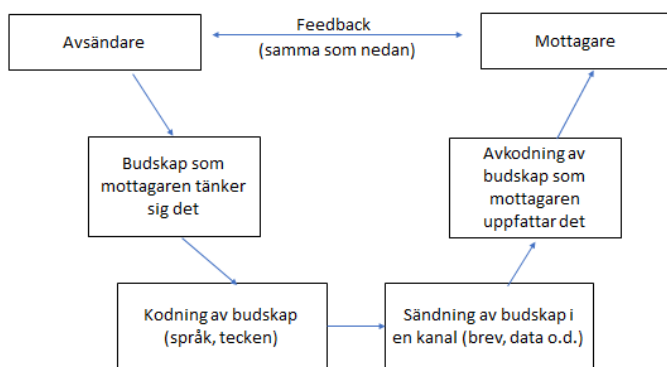 Avsändare
Feedback
(samma som nedan)
Mottagare
Budskap som
mottagaren tänker
sig det
Avkodning av
budskap som
mottagaren
uppfattar det
Kodning av budskap
(språk, tecken)
Sändning av budskap i
en kanal (brev, data o.d.)